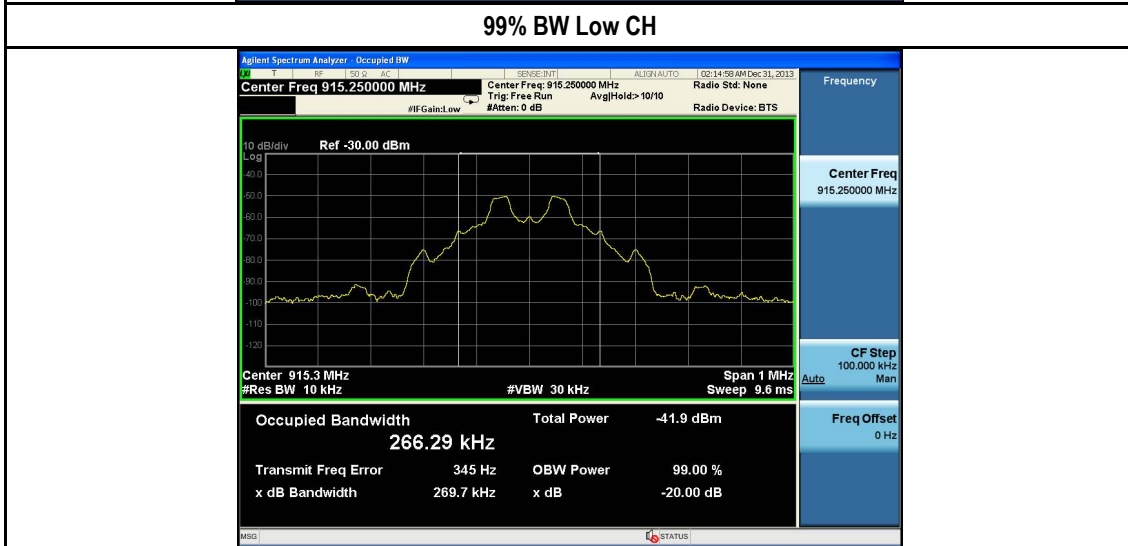 99% BW Low CH
Agilent Spectrum Analyzer - Occupied BW
LXI T RF 50 Ω AC SENSE:INT ALIGN AUTO 02:14:58 AM Dec 31, 2013
Center Freq 915.250000 MHz
Center Freq: 915.250000 MHz
Radio Std: None
Trig: Free Run Avg|Hold:> 10/10
#IFGain:Low
#Atten: 0 dB
Radio Device: BTS
10 dB/div Ref -30.00 dBm
Log
-40.0
-50.0
-60.0
-70.0
-80.0
-90.0
-100
-110
-120
Center 915.3 MHz Span 1 MHz
#Res BW 10 kHz #VBW 30 kHz Sweep 9.6 ms
Occupied Bandwidth Total Power -41.9 dBm
266.29 kHz
Transmit Freq Error 345 Hz OBW Power 99.00 %
x dB Bandwidth 269.7 kHz x dB -20.00 dB
MSG STATUS
Frequency
Center Freq
915.250000 MHz
CF Step
100.000 kHz
Auto Man
Freq Offset
0 Hz